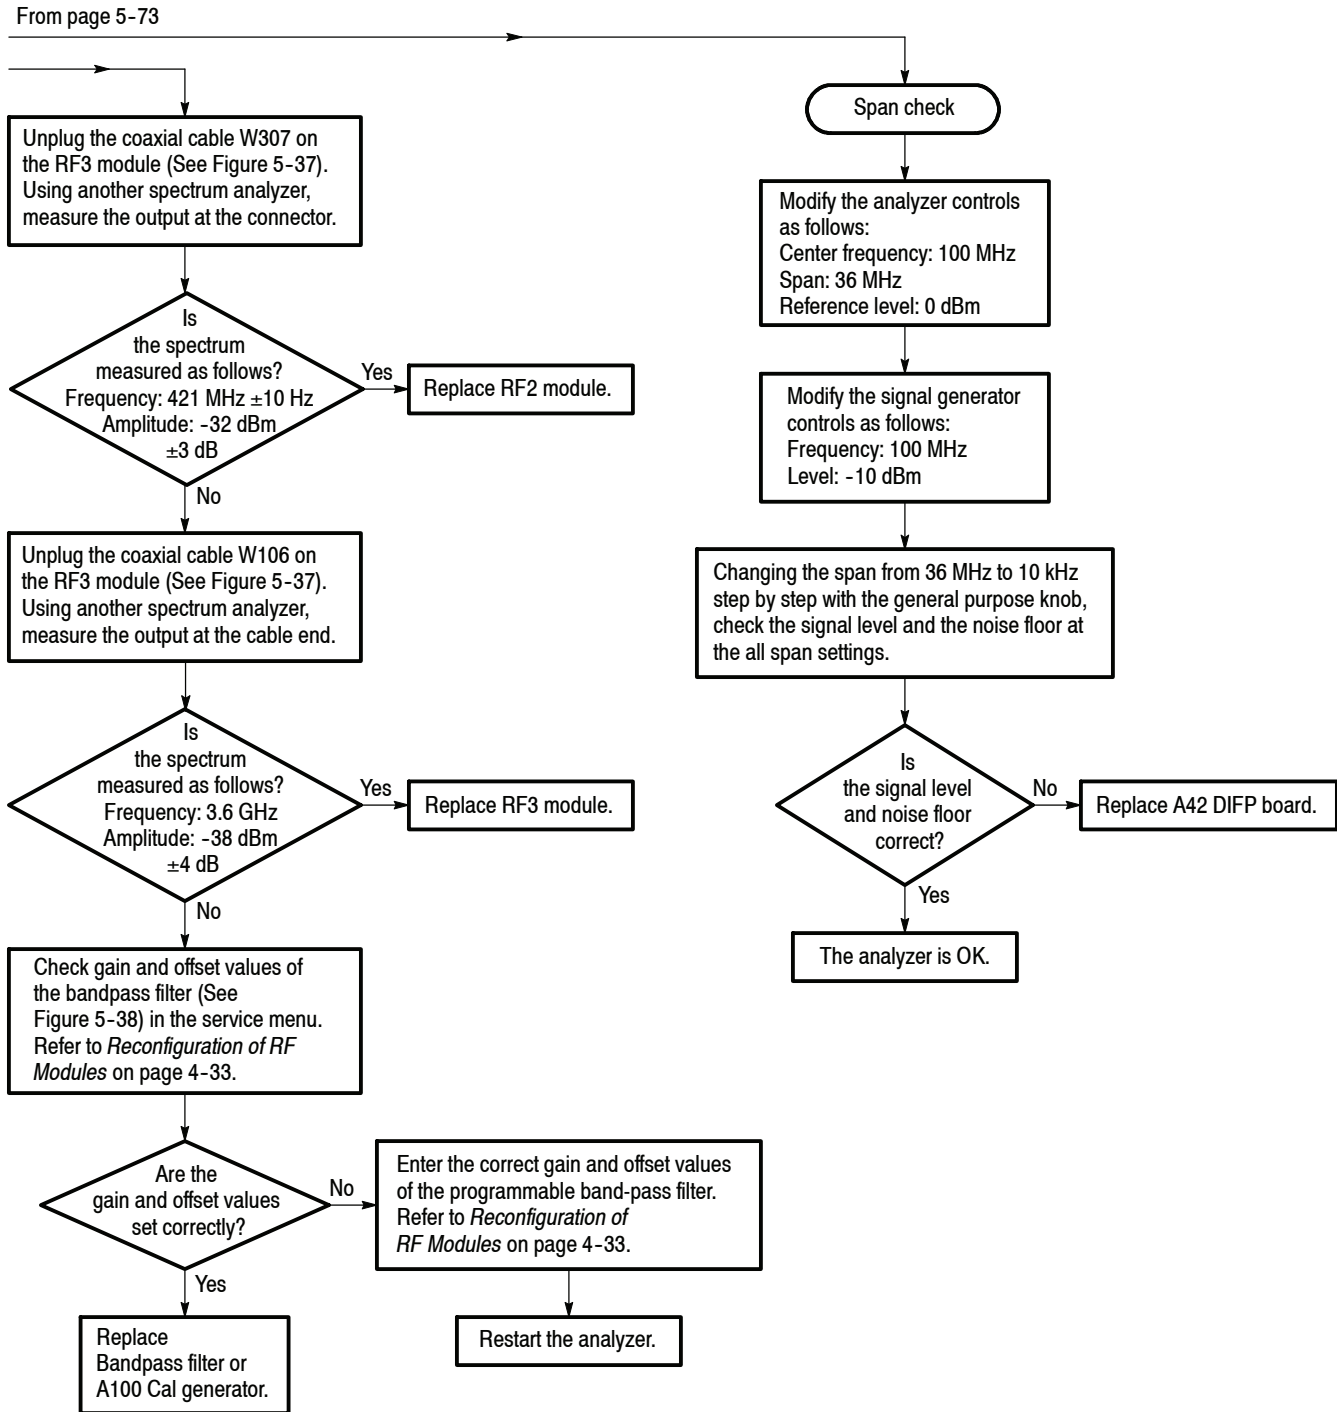 From page 5-73
Unplug the coaxial cable W307 on
the RF3 module (See Figure 5-37).
Using another spectrum analyzer,
measure the output at the connector.
Is
the spectrum
measured as follows?
Frequency: 421 MHz ±10 Hz
Amplitude: -32 dBm
±3 dB
Yes
Replace RF2 module.
No
Unplug the coaxial cable W106 on
the RF3 module (See Figure 5-37).
Using another spectrum analyzer,
measure the output at the cable end.
Is
the spectrum
measured as follows?
Frequency: 3.6 GHz
Amplitude: -38 dBm
±4 dB
Yes
Replace RF3 module.
No
Check gain and offset values of
the bandpass filter (See
Figure 5-38) in the service menu.
Refer to Reconfiguration of RF
Modules on page 4-33.
Are the
gain and offset values
set correctly?
No
Enter the correct gain and offset values
of the programmable band-pass filter.
Refer to Reconfiguration of
RF Modules on page 4-33.
Restart the analyzer.
Yes
Replace
Bandpass filter or
A100 Cal generator.
Span check
Modify the analyzer controls
as follows:
Center frequency: 100 MHz
Span: 36 MHz
Reference level: 0 dBm
Modify the signal generator
controls as follows:
Frequency: 100 MHz
Level: -10 dBm
Changing the span from 36 MHz to 10 kHz
step by step with the general purpose knob,
check the signal level and the noise floor at
the all span settings.
Is
the signal level
and noise floor
correct?
No
Replace A42 DIFP board.
Yes
The analyzer is OK.